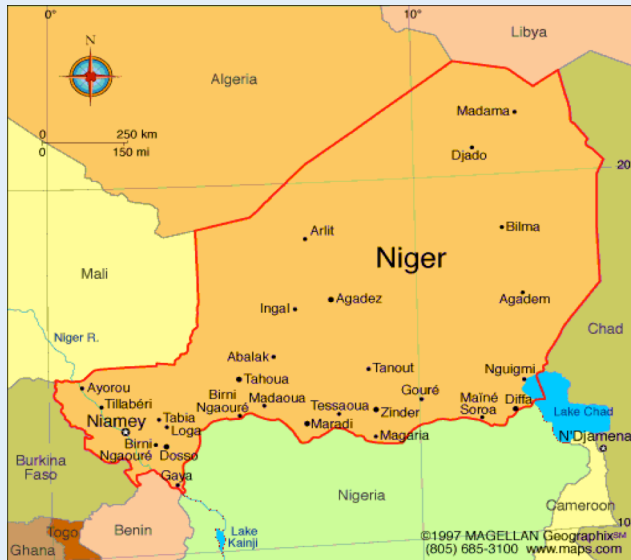 0°
10°
Libya
N
Algeria
Madama
0
250 km
0
150 mi
Djado
20
Bilma
Arlit
Niger
Mali
Agadez
Agadem
Ingal
Niger R.
Chad
Abalak
Tanout
Nguigmi
Tahoua
Ayorou
Birni
Ngaouré
Madaoua
Gouré
Maïné
Soroa
Diffa
Tillabéri
Tessaoua
Zinder
Lake Chad
Niamey
Tabia
Loga
Maradi
Magaria
N'Djamena
Birni
Ngaouré
Dosso
Burkina
Faso
Gaya
Nigeria
Cameroon
Togo
Benin
Lake
Kainji
10
Ghana
©1997 MAGELLAN Geographix℠
(805) 685-3100 www.maps.com